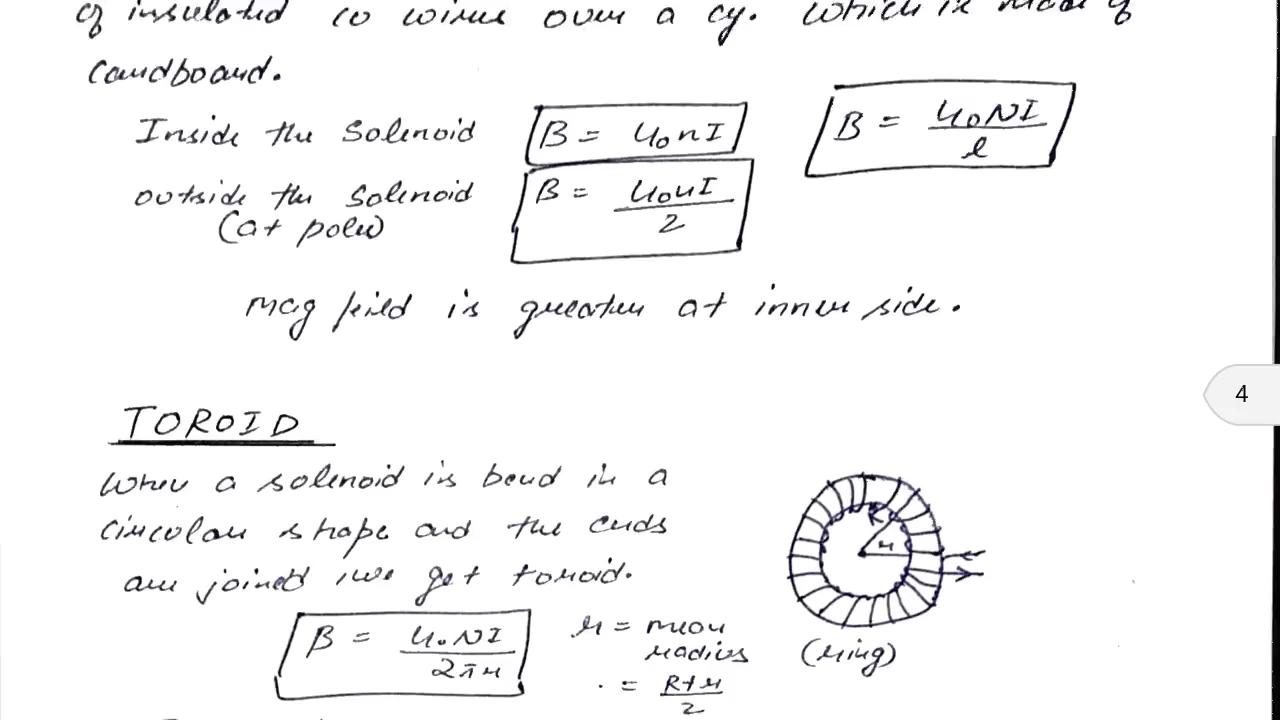 of insulated cu wires over a cy. which is made of
cardboard.
Inside the solenoid B = μ₀nI B = μ₀NI/l
outside the solenoid B = μ₀nI/2
(at poles)
mag field is greater at inner side.
4
TOROID
When a solenoid is bend in a
circular shape and the ends
are joined we get toroid.
R r
B = μ₀NI/2πr r = mean
radius (ring)
= R+r/2